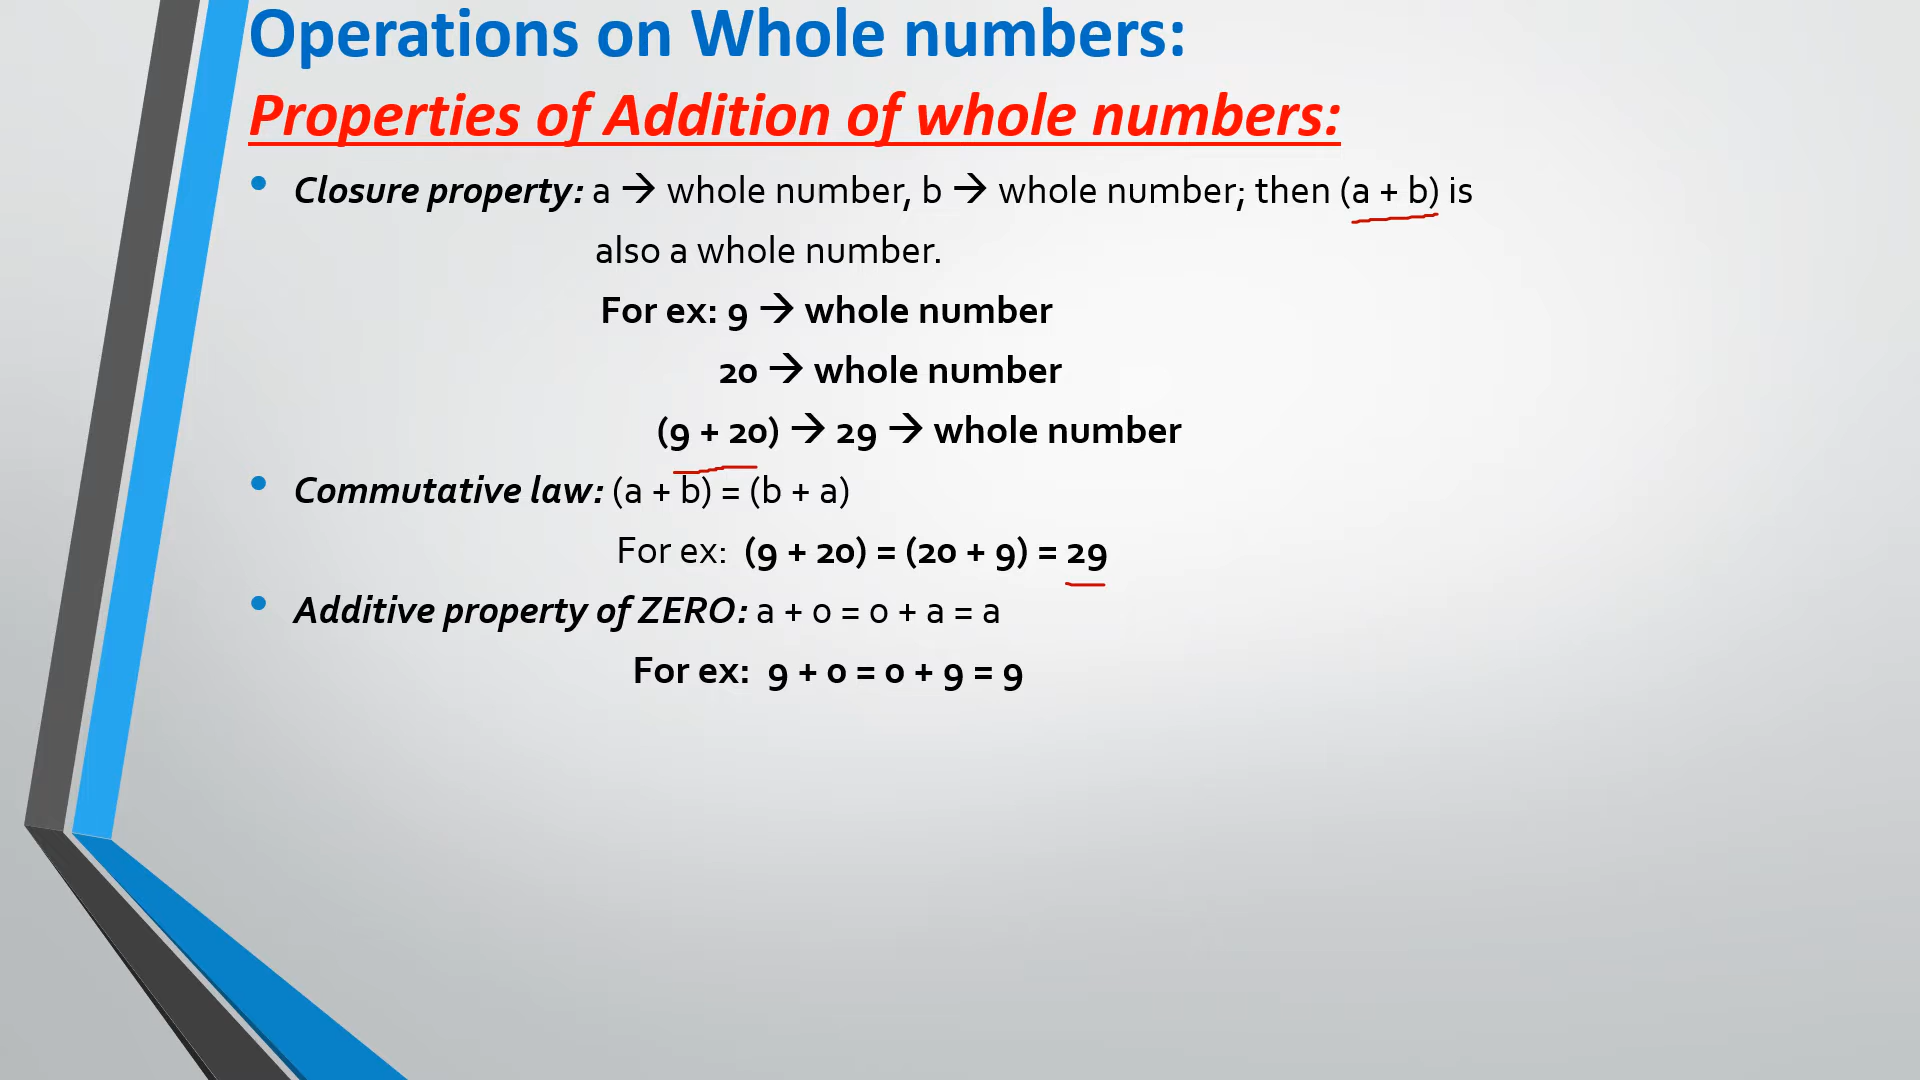 Operations on Whole numbers:
Properties of Addition of whole numbers:
• Closure property: a → whole number, b → whole number; then (a + b) is
also a whole number.
For ex: 9 → whole number
20 → whole number
(9 + 20) → 29 → whole number
• Commutative law: (a + b) = (b + a)
For ex: (9 + 20) = (20 + 9) = 29
• Additive property of ZERO: a + 0 = 0 + a = a
For ex: 9 + 0 = 0 + 9 = 9